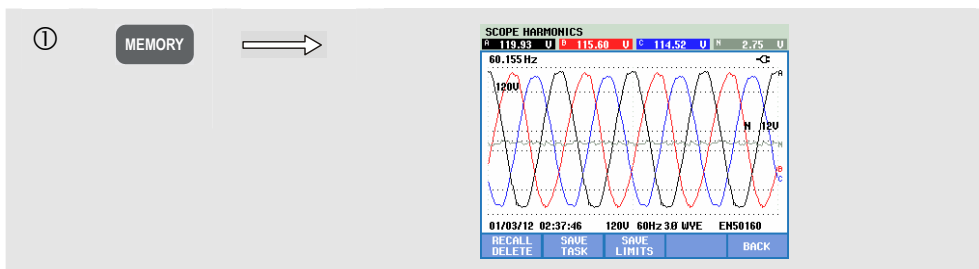 ①
MEMORY
SCOPE HARMONICS
A 119.93 V B 115.60 V C 114.52 V N 2.75 V
60.155 Hz
A
120V
N 12V
N
B
C
01/03/12 02:37:46 120V 60Hz 3Ø WYE EN50160
RECALL DELETE SAVE TASK SAVE LIMITS BACK